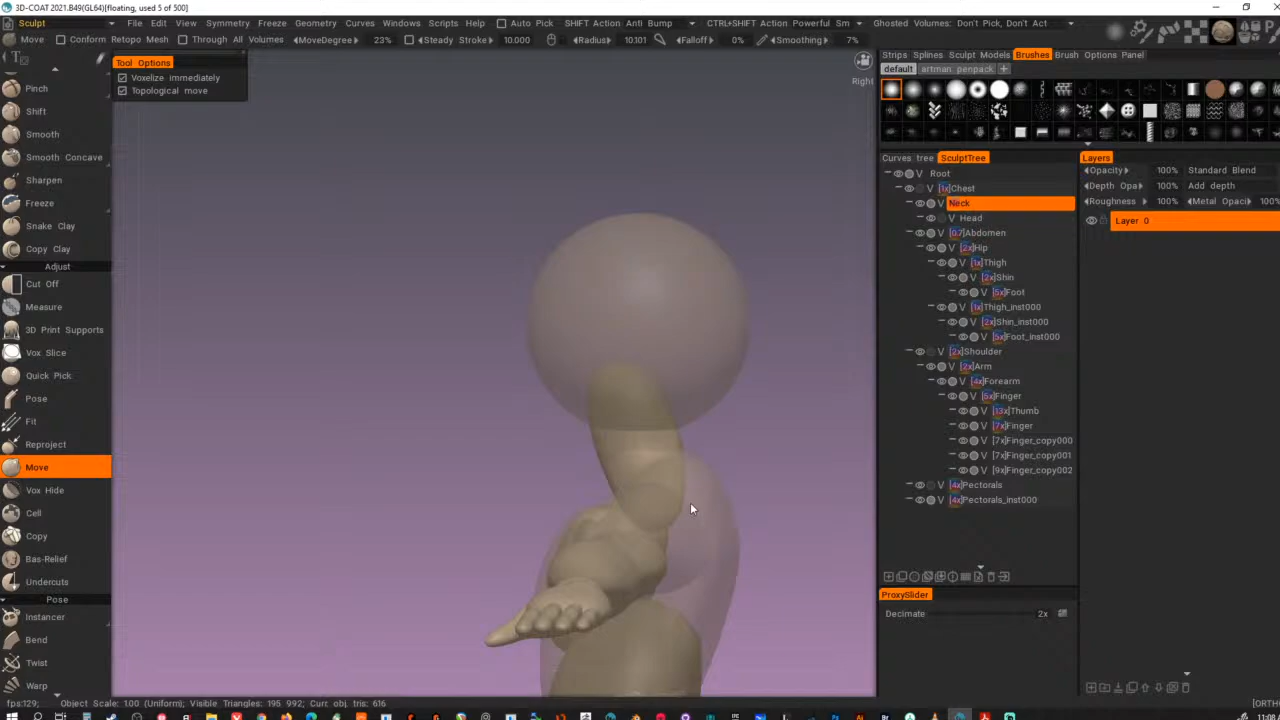 3D-COAT 2021.B49(GL64)[floating, used 5 of 500]
Sculpt File Edit View Symmetry Freeze Geometry Curves Windows Scripts Help Auto Pick SHIFT Action Anti Bump CTRL+SHIFT Action Powerful Sm Ghosted Volumes: Don't Pick, Don't Act
Move Conform Retopo Mesh Through All Volumes MoveDegree 23% Steady Stroke 10.000 Radius 10.101 Falloff 0% Smoothing 7%
Strips Splines Sculpt Models Brushes Brush Options Panel
Tool Options
default artman penpack +
Voxelize Immediately
Right
Pinch
Topological move
Shift
Smooth
Smooth Concave
Curves tree SculptTree
Layers
Root
Opacity 100% Standard Blend
Sharpen
[1x]Chest
Depth Opa 100% Add depth
Freeze
Neck
Roughness 100% Metal Opaci 100%
Head
Layer 0
Snake Clay
[0.7]Abdomen
Copy Clay
[2x]Hip
Adjust
[1x]Thigh
Cut Off
[2x]Shin
[5x]Foot
Measure
[1x]Thigh_inst000
3D Print Supports
[2x]Shin_inst000
[5x]Foot_inst000
Vox Slice
[2x]Shoulder
Quick Pick
[2x]Arm
[4x]Forearm
Pose
[5x]Finger
[13x]Thumb
Fit
[7x]Finger
Reproject
[7x]Finger_copy000
[7x]Finger_copy001
Move
[9x]Finger_copy002
Vox Hide
[4x]Pectorals
[4x]Pectorals_inst000
Cell
Copy
Bas-Relief
Undercuts
ProxySlider
Pose
Decimate 2x
Instancer
Bend
Twist
Warp
fps:129; Object Scale: 1.00 (Uniform); Visible Triangles: 195 992; Curr. obj. tris: 616
[ORTH